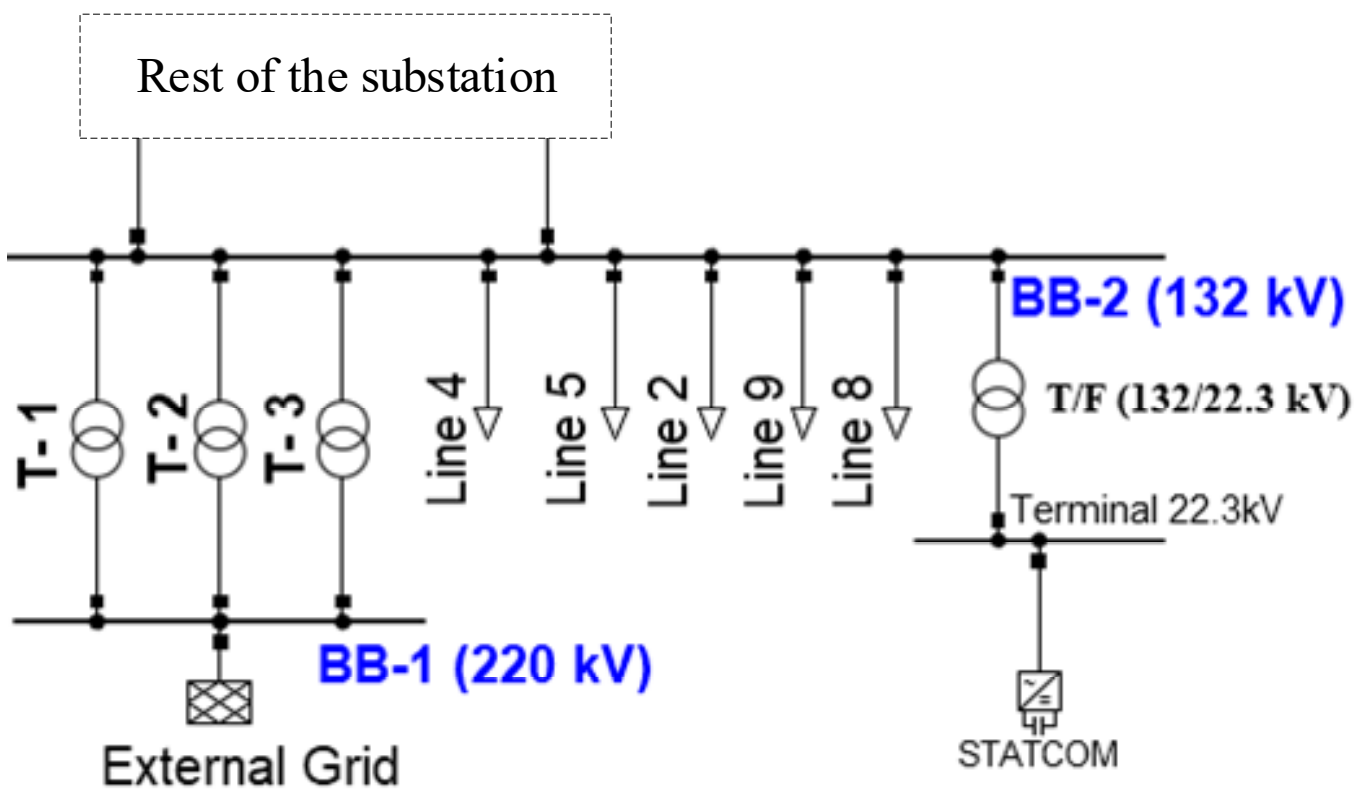 Rest of the substation
BB-2 (132 kV)
T-1
T-2
T-3
Line 4
Line 5
Line 2
Line 9
Line 8
T/F (132/22.3 kV)
Terminal 22.3kV
BB-1 (220 kV)
External Grid
STATCOM